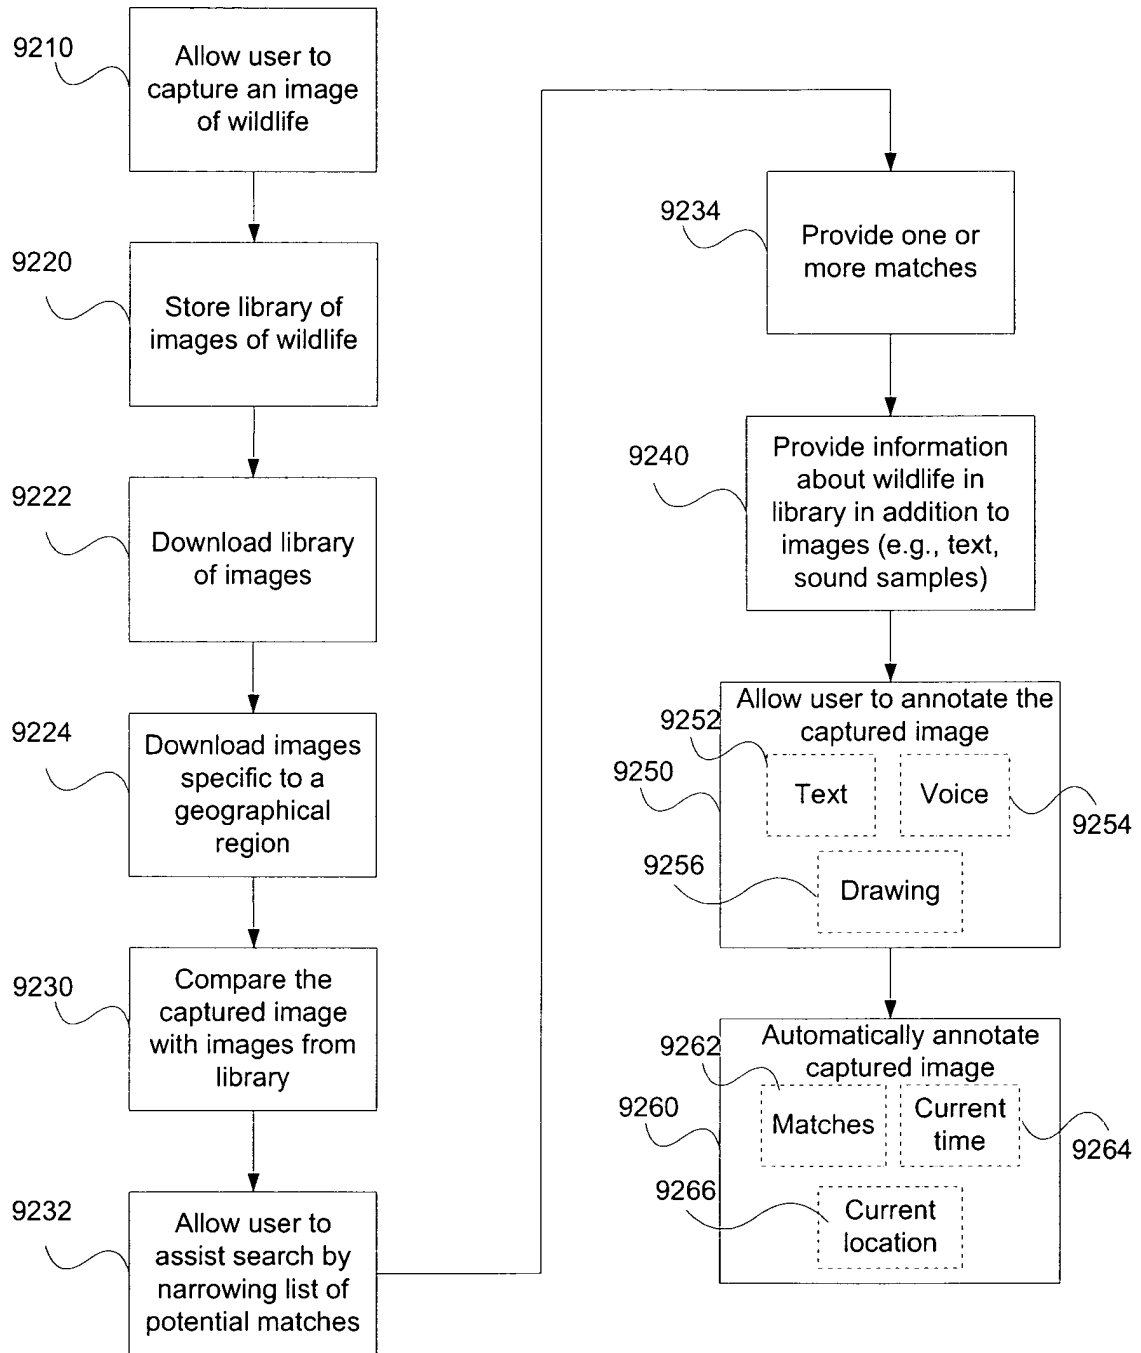 9210
Allow user to
capture an image
of wildlife
9220
Store library of
images of wildlife
9222
Download library
of images
9224
Download images
specific to a
geographical
region
9230
Compare the
captured image
with images from
library
9232
Allow user to
assist search by
narrowing list of
potential matches
9234
Provide one or
more matches
9240
Provide information
about wildlife in
library in addition to
images (e.g., text,
sound samples)
9250
Allow user to annotate the
captured image
9252
Text
Voice
9254
9256
Drawing
9260
Automatically annotate
captured image
9262
Matches
Current
time
9264
9266
Current
location